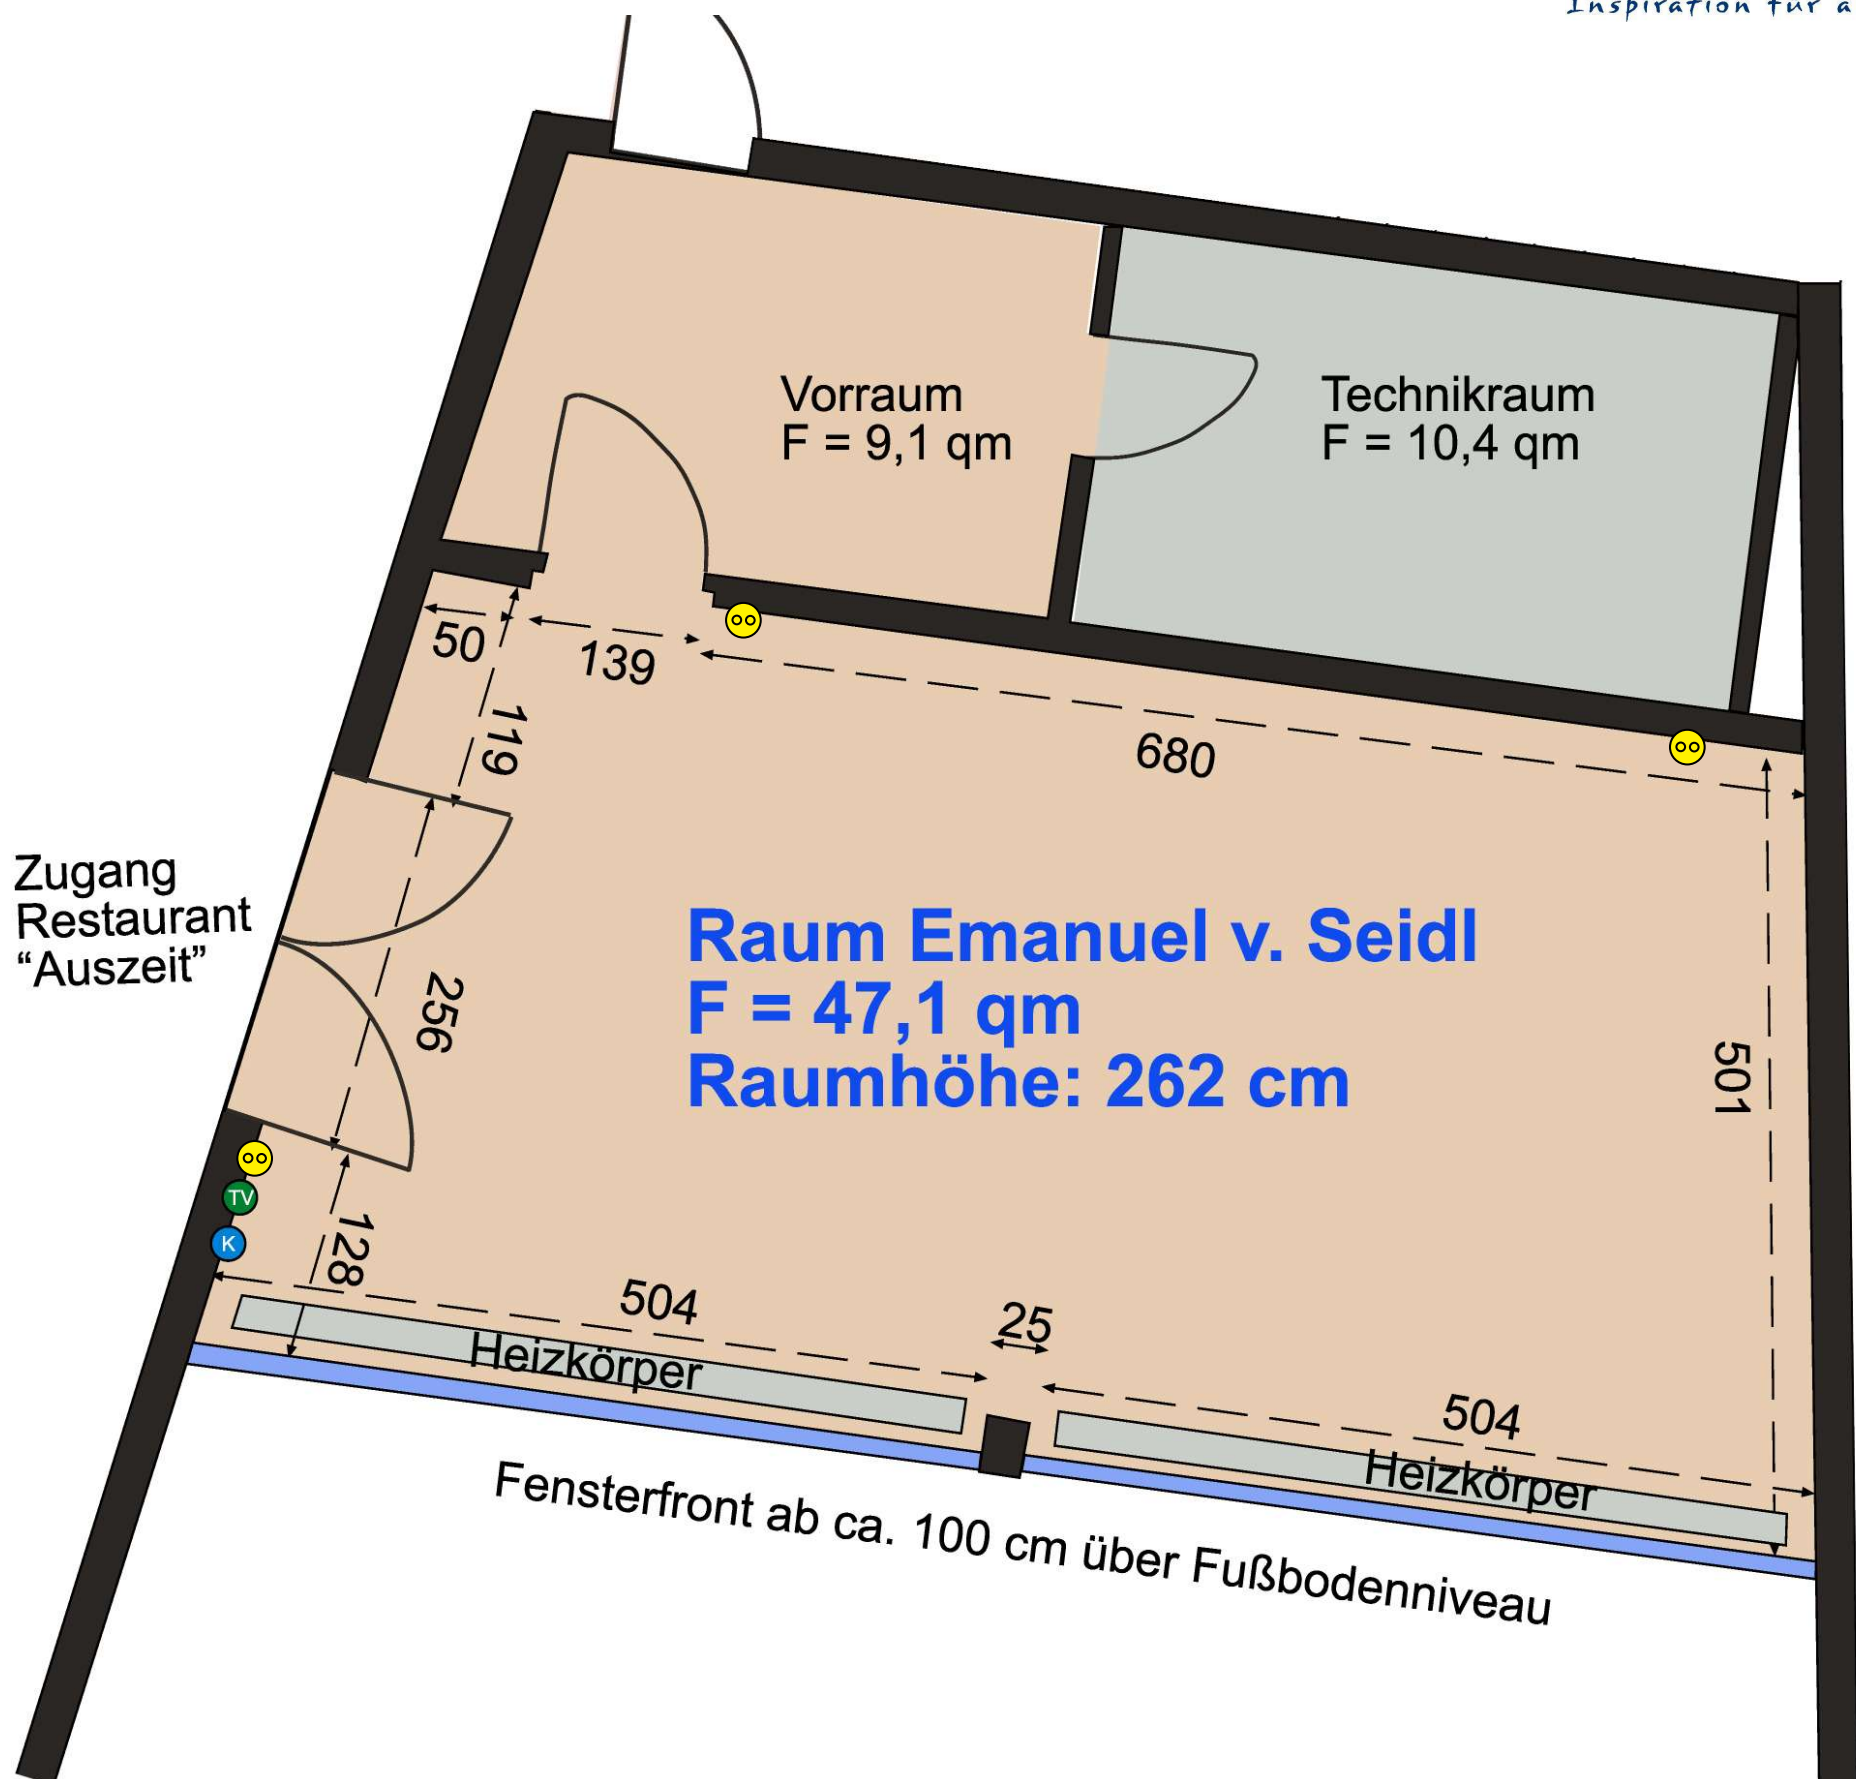 Inspiration für a
Vorraum
F = 9,1 qm
Technikraum
F = 10,4 qm
50
139
119
680
Zugang
Restaurant
“Auszeit”
Raum Emanuel v. Seidl
F = 47,1 qm
Raumhöhe: 262 cm
256
501
TV
K
128
504
25
504
Heizkörper
Heizkörper
Fensterfront ab ca. 100 cm über Fußbodenniveau